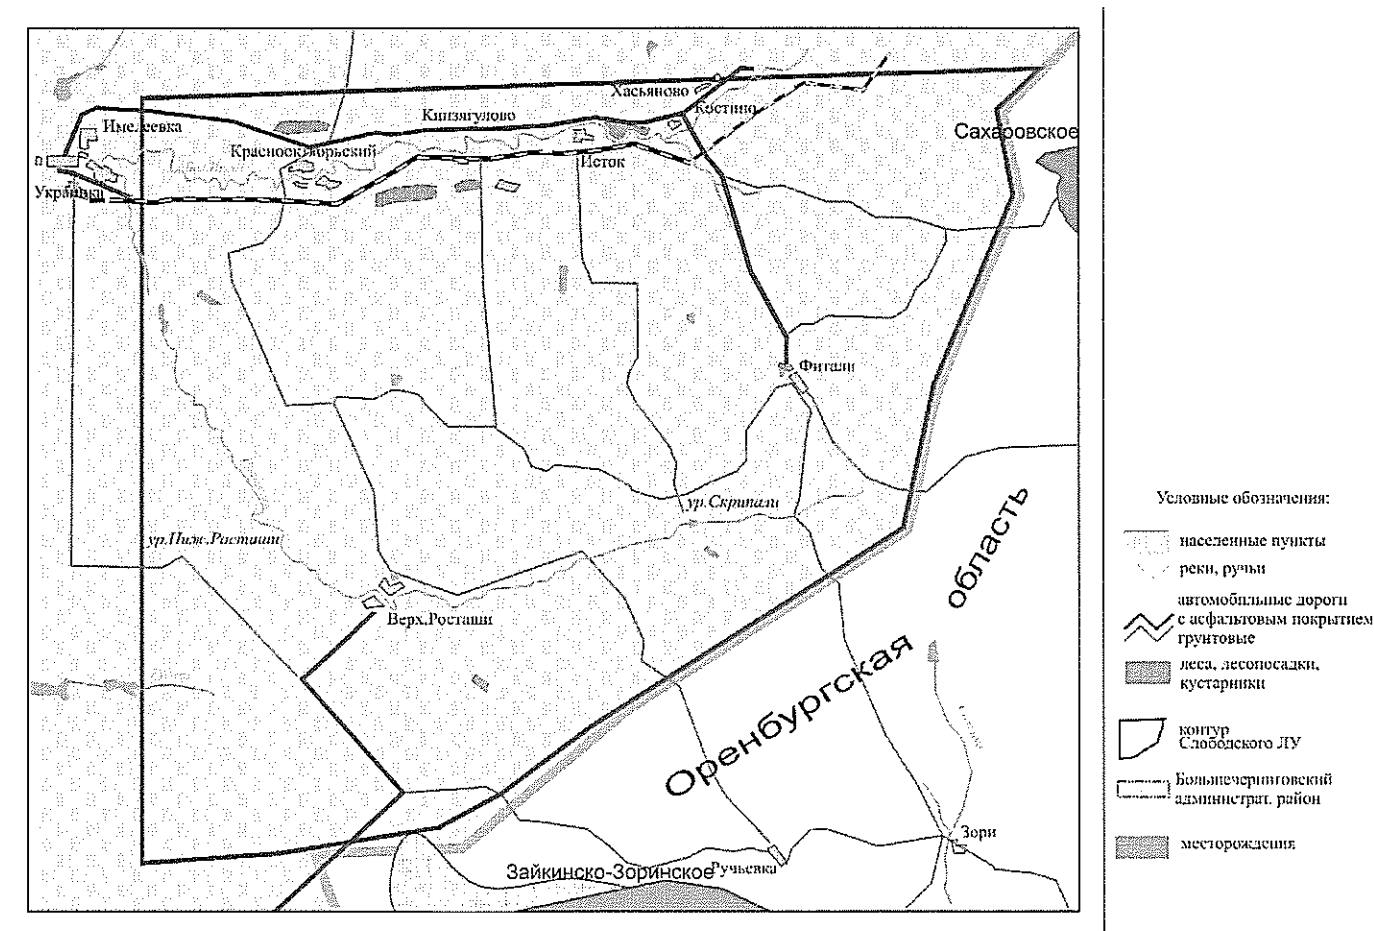 Хасьяново
Костино
Кинзягулово
Имелеевка
Сахаровское
Краснооктябрьский
Исток
Украинка
Фитали
ур.Скрипали
ур.Ниж.Росташи
Верх.Росташи
Оренбургская область
Зори
Зайкинско-Зоринское
Ручьевка
Условные обозначения:
населенные пункты
реки, ручьи
автомобильные дороги
с асфальтовым покрытием
грунтовые
леса, лесопосадки,
кустарники
контур
Слободского ЛУ
Большечерниговский
администрат. район
месторождения